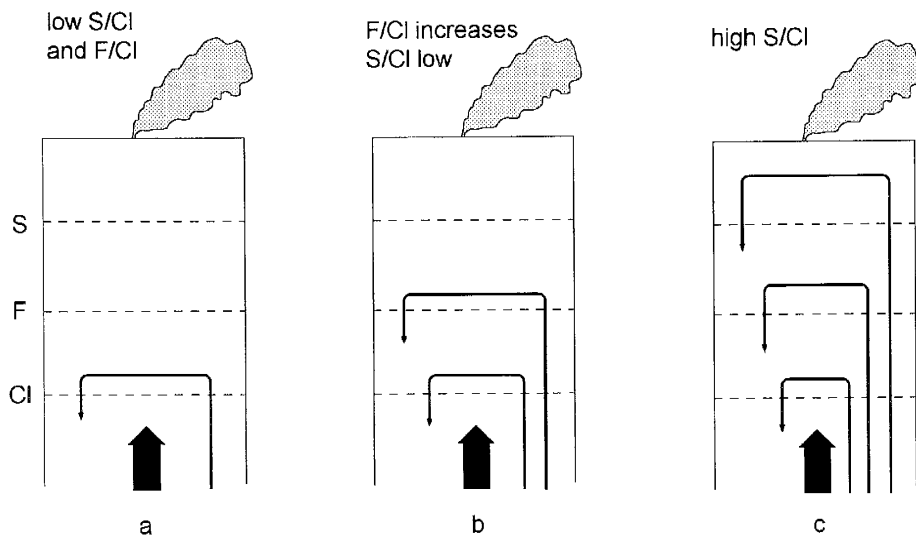 low S/Cl
and F/Cl
F/Cl increases
S/Cl low
high S/Cl
S
F
Cl
a
b
c